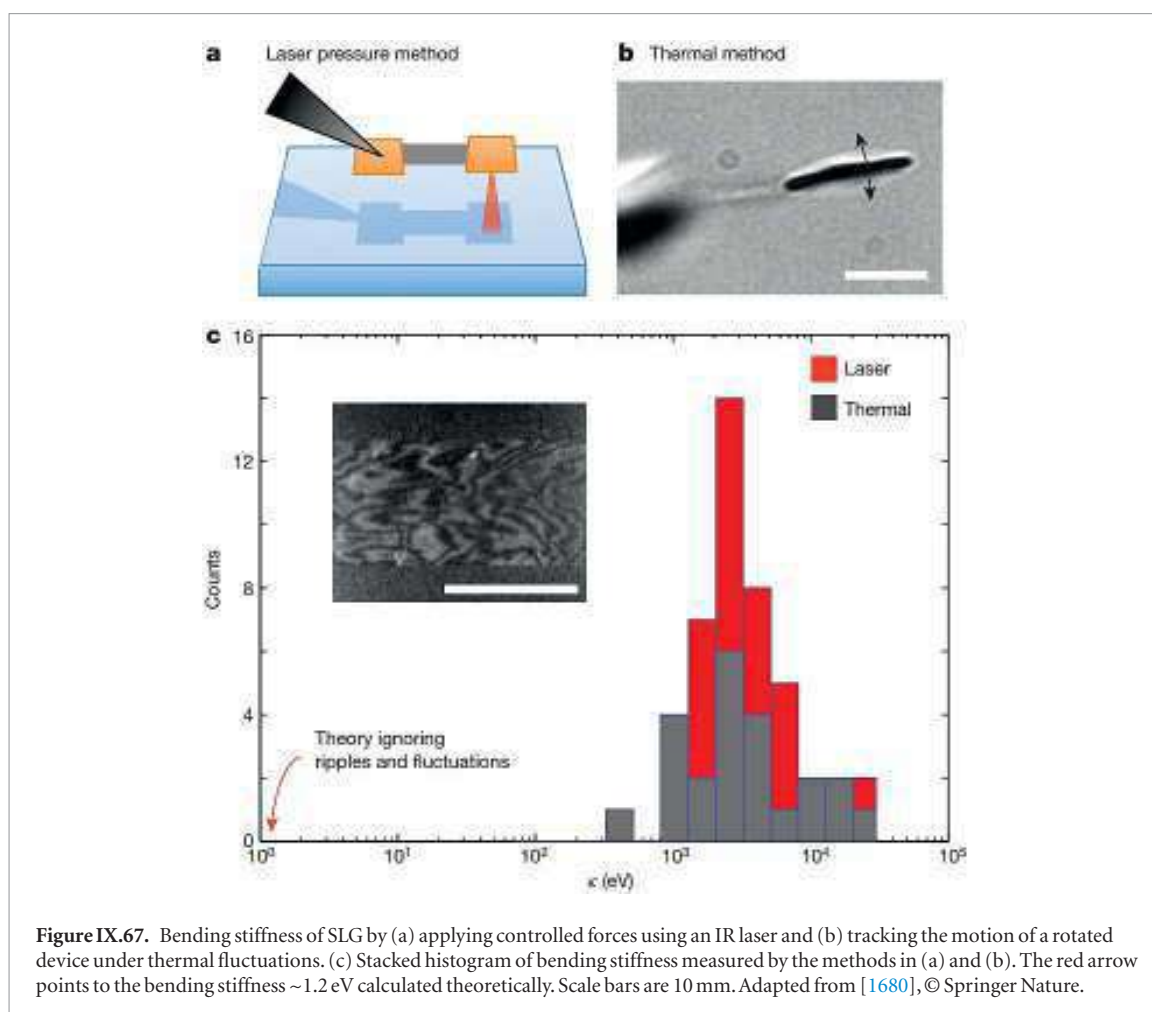 a Laser pressure method
b Thermal method
c
16
12
8
4
0
Counts
Laser
Thermal
Theory ignoring
ripples and fluctuations
10⁰ 10¹ 10² 10³ 10⁴ 10⁵
κ (eV)
Figure IX.67. Bending stiffness of SLG by (a) applying controlled forces using an IR laser and (b) tracking the motion of a rotated
device under thermal fluctuations. (c) Stacked histogram of bending stiffness measured by the methods in (a) and (b). The red arrow
points to the bending stiffness ~1.2 eV calculated theoretically. Scale bars are 10 mm. Adapted from [1680], © Springer Nature.